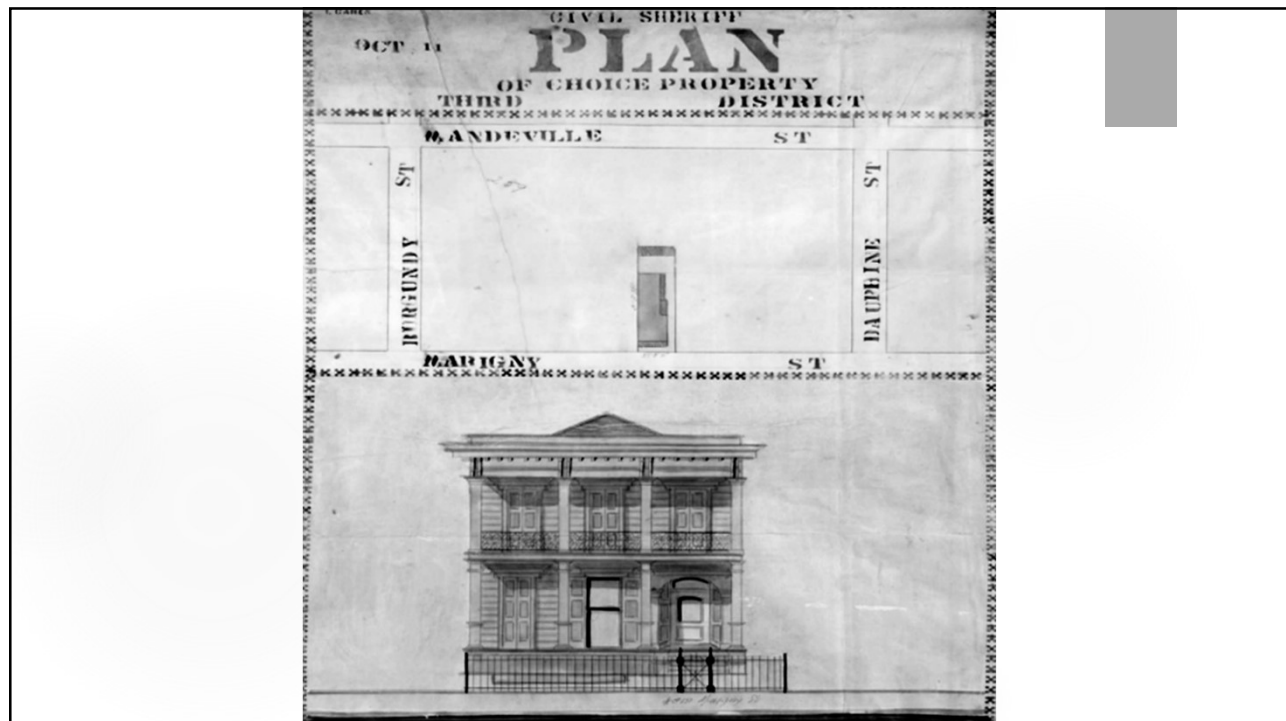 CIVIL SHERIFF
OCT 11
PLAN
OF CHOICE PROPERTY
THIRD DISTRICT
MANDEVILLE ST
BURGUNDY ST
DAUPHINE ST
MARIGNY ST